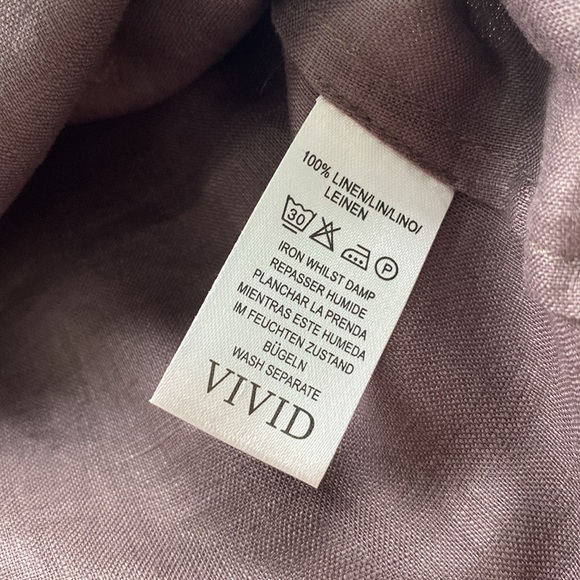 100% LINEN/LIN/LINO/
LEINEN
30 P
IRON WHILST DAMP
REPASSER HUMIDE
PLANCHAR LA PRENDA
MIENTRAS ESTE HUMEDA
IM FEUCHTEN ZUSTAND
BÜGELN
WASH SEPARATE
VIVID